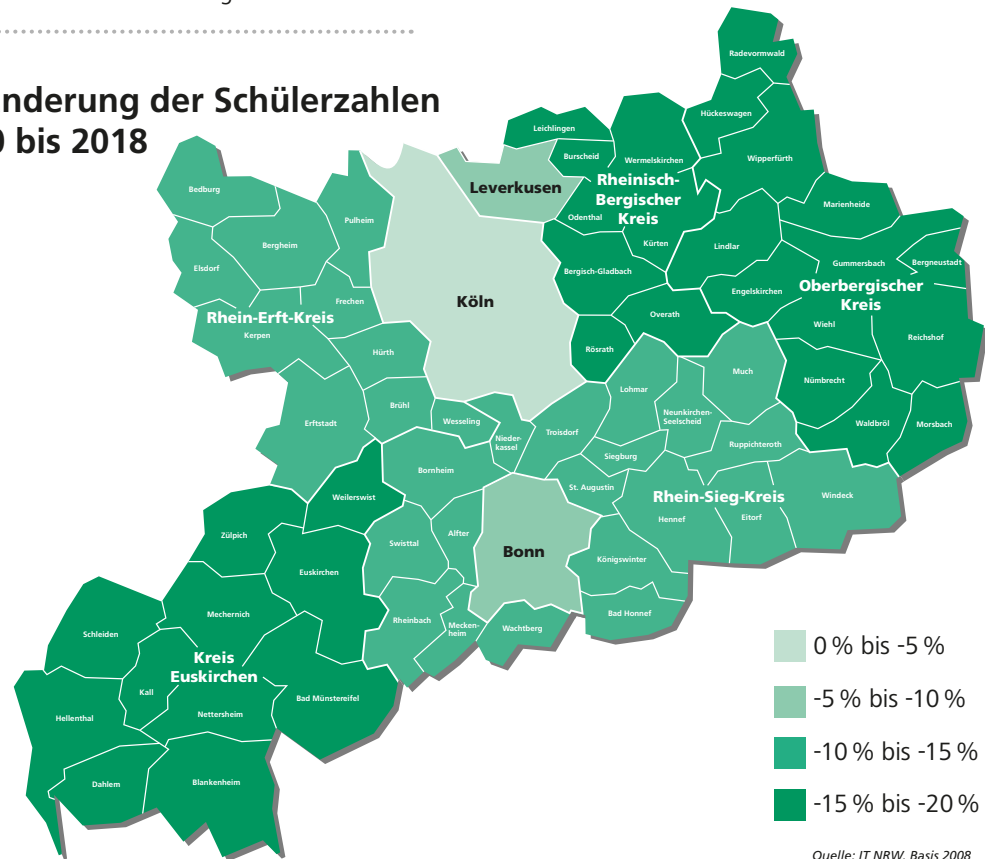 nderung der Schülerzahlen
bis 2018
Radevormwald
Hückeswagen
Leichlingen
Burscheid
Wermelskirchen
Wipperfürth
Leverkusen
Rheinisch-
Bergischer
Kreis
Bedburg
Pulheim
Odenthal
Marienheide
Bergheim
Kürten
Lindlar
Elsdorf
Bergisch-Gladbach
Gummersbach
Bergneustadt
Engelskirchen
Oberbergischer
Kreis
Köln
Frechen
Rhein-Erft-Kreis
Kerpen
Overath
Wiehl
Reichshof
Hürth
Rösrath
Much
Nümbrecht
Lohmar
Brühl
Erftstadt
Wesseling
Neunkirchen-
Seelscheid
Waldbröl
Morsbach
Nieder-
kassel
Troisdorf
Ruppichteroth
Siegburg
Bornheim
St. Augustin
Weilerswist
Rhein-Sieg-Kreis
Windeck
Hennef
Eitorf
Zülpich
Swisttal
Alfter
Bonn
Königswinter
Euskirchen
Mechernich
Rheinbach
Mecken-
heim
Wachtberg
Bad Honnef
Schleiden
Kreis
Euskirchen
Kall
Bad Münstereifel
Hellenthal
Nettersheim
Dahlem
Blankenheim
0 % bis -5 %
-5 % bis -10 %
-10 % bis -15 %
-15 % bis -20 %
Quelle: IT NRW, Basis 2008